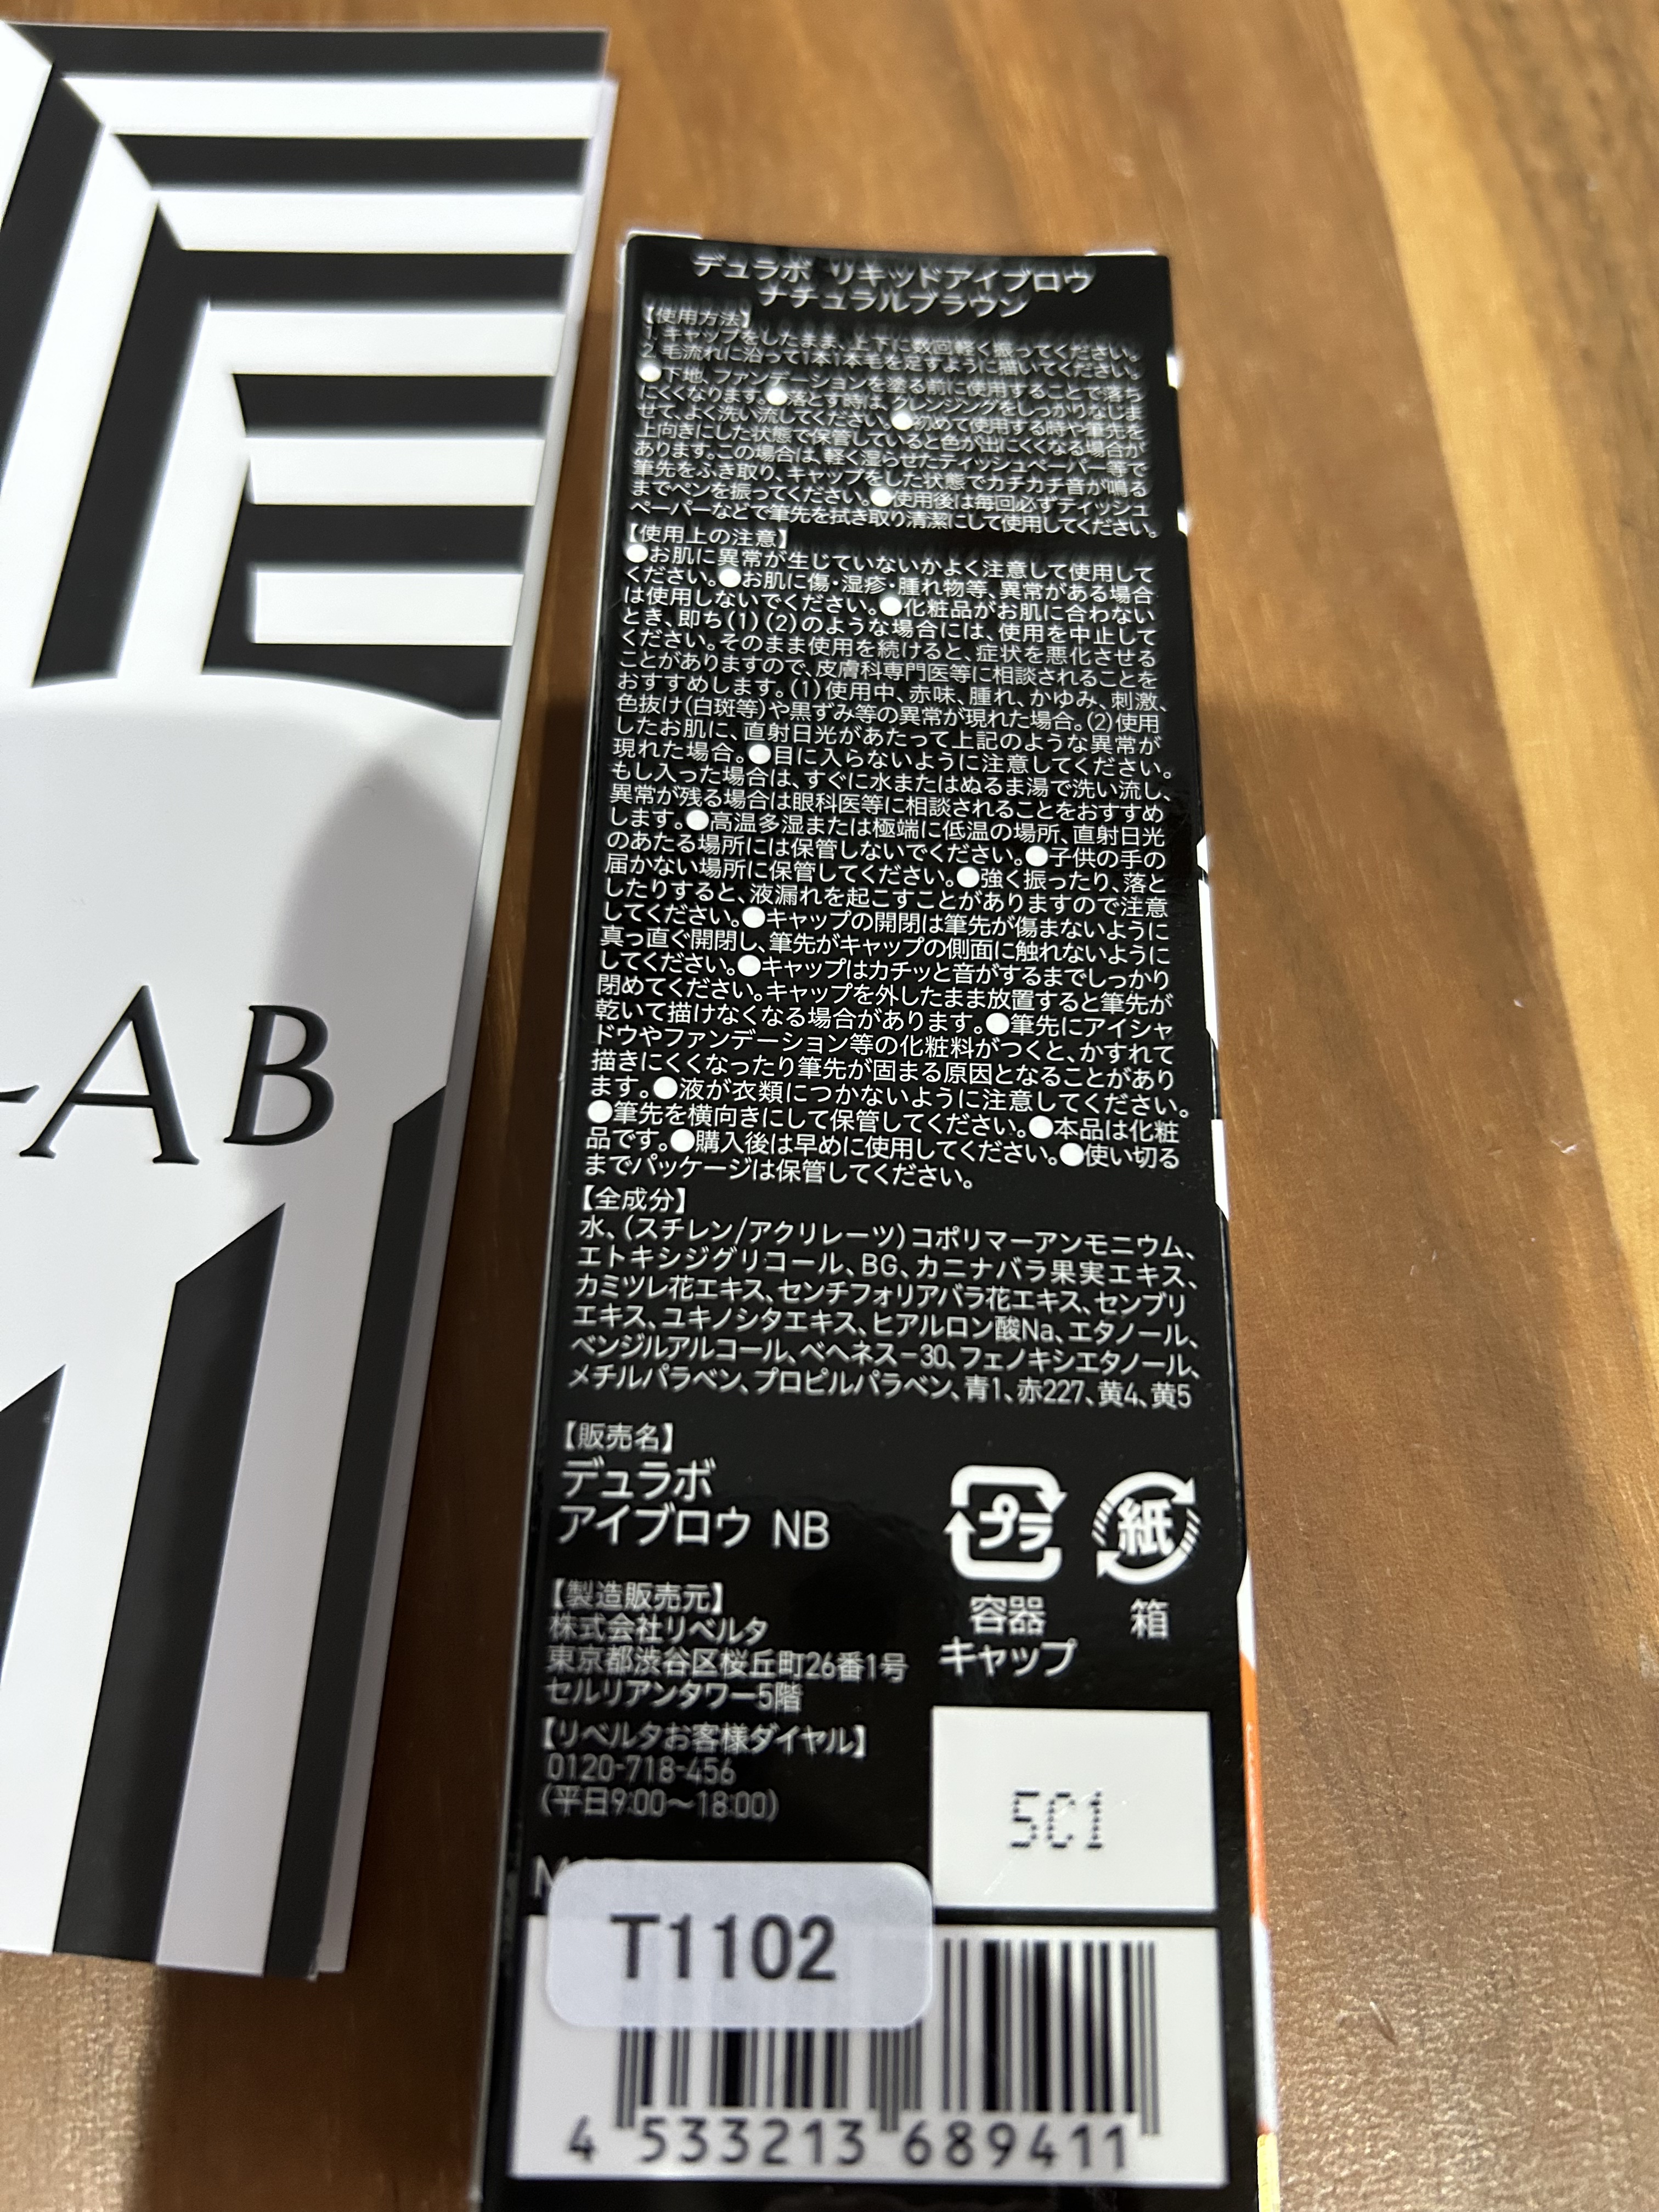 LAB
デュラボ リキッドアイブロウ
ナチュラルブラウン
【使用方法】
1. キャップをしたまま、上下に数回軽く振ってください。
2. 毛流れに沿って1本1本毛を足すように描いてください。
●下地、ファンデーションを塗る前に使用することで落ち
にくくなります。●落とす時は、クレンジングをしっかりなじま
せて、よく洗い流してください。●初めて使用する時や筆先を
上向きにした状態で保管していると色が出にくくなる場合が
あります。この場合は、軽く湿らせたティッシュペーパー等で
筆先をふき取り、キャップをした状態でカチカチ音が鳴る
までペンを振ってください。●使用後は毎回必ずティッシュ
ペーパーなどで筆先を拭き取り清潔にして使用してください。
【使用上の注意】
●お肌に異常が生じていないかよく注意して使用して
ください。●お肌に傷・湿疹・腫れ物等、異常がある場合
は使用しないでください。●化粧品がお肌に合わない
とき、即ち(1)(2)のような場合には、使用を中止して
ください。そのまま使用を続けると、症状を悪化させる
ことがありますので、皮膚科専門医等に相談されることを
おすすめします。(1)使用中、赤味、腫れ、かゆみ、刺激、
色抜け(白斑等)や黒ずみ等の異常が現れた場合。(2)使用
したお肌に、直射日光があたって上記のような異常が
現れた場合。●目に入らないように注意してください。
もし入った場合は、すぐに水またはぬるま湯で洗い流し、
異常が残る場合は眼科医等に相談されることをおすすめ
します。●高温多湿または極端に低温の場所、直射日光
のあたる場所には保管しないでください。●子供の手の
届かない場所に保管してください。●強く振ったり、落と
したりすると、液漏れを起こすことがありますので注意
してください。●キャップの開閉は筆先が傷まないように
真っ直ぐ開閉し、筆先がキャップの側面に触れないように
してください。●キャップはカチッと音がするまでしっかり
閉めてください。キャップを外したまま放置すると筆先が
乾いて描けなくなる場合があります。●筆先にアイシャ
ドウやファンデーション等の化粧料がつくと、かすれて
描きにくくなったり筆先が固まる原因となることがあり
ます。●液が衣類につかないように注意してください。
●筆先を横向きにして保管してください。●本品は化粧
品です。●購入後は早めに使用してください。●使い切る
までパッケージは保管してください。
【全成分】
水、(スチレン/アクリレーツ)コポリマーアンモニウム、
エトキシジグリコール、BG、カニナバラ果実エキス、
カミツレ花エキス、センチフォリアバラ花エキス、センブリ
エキス、ユキノシタエキス、ヒアルロン酸Na、エタノール、
ベンジルアルコール、ベヘネス-30、フェノキシエタノール、
メチルパラベン、プロピルパラベン、青1、赤227、黄4、黄5
【販売名】
デュラボ
アイブロウ NB
プラ
紙
容器
キャップ
箱
【製造販売元】
株式会社リベルタ
東京都渋谷区桜丘町26番1号
セルリアンタワー5階
【リベルタお客様ダイヤル】
0120-718-456
(平日9:00〜18:00)
5C1
T1102
4 533213 689411